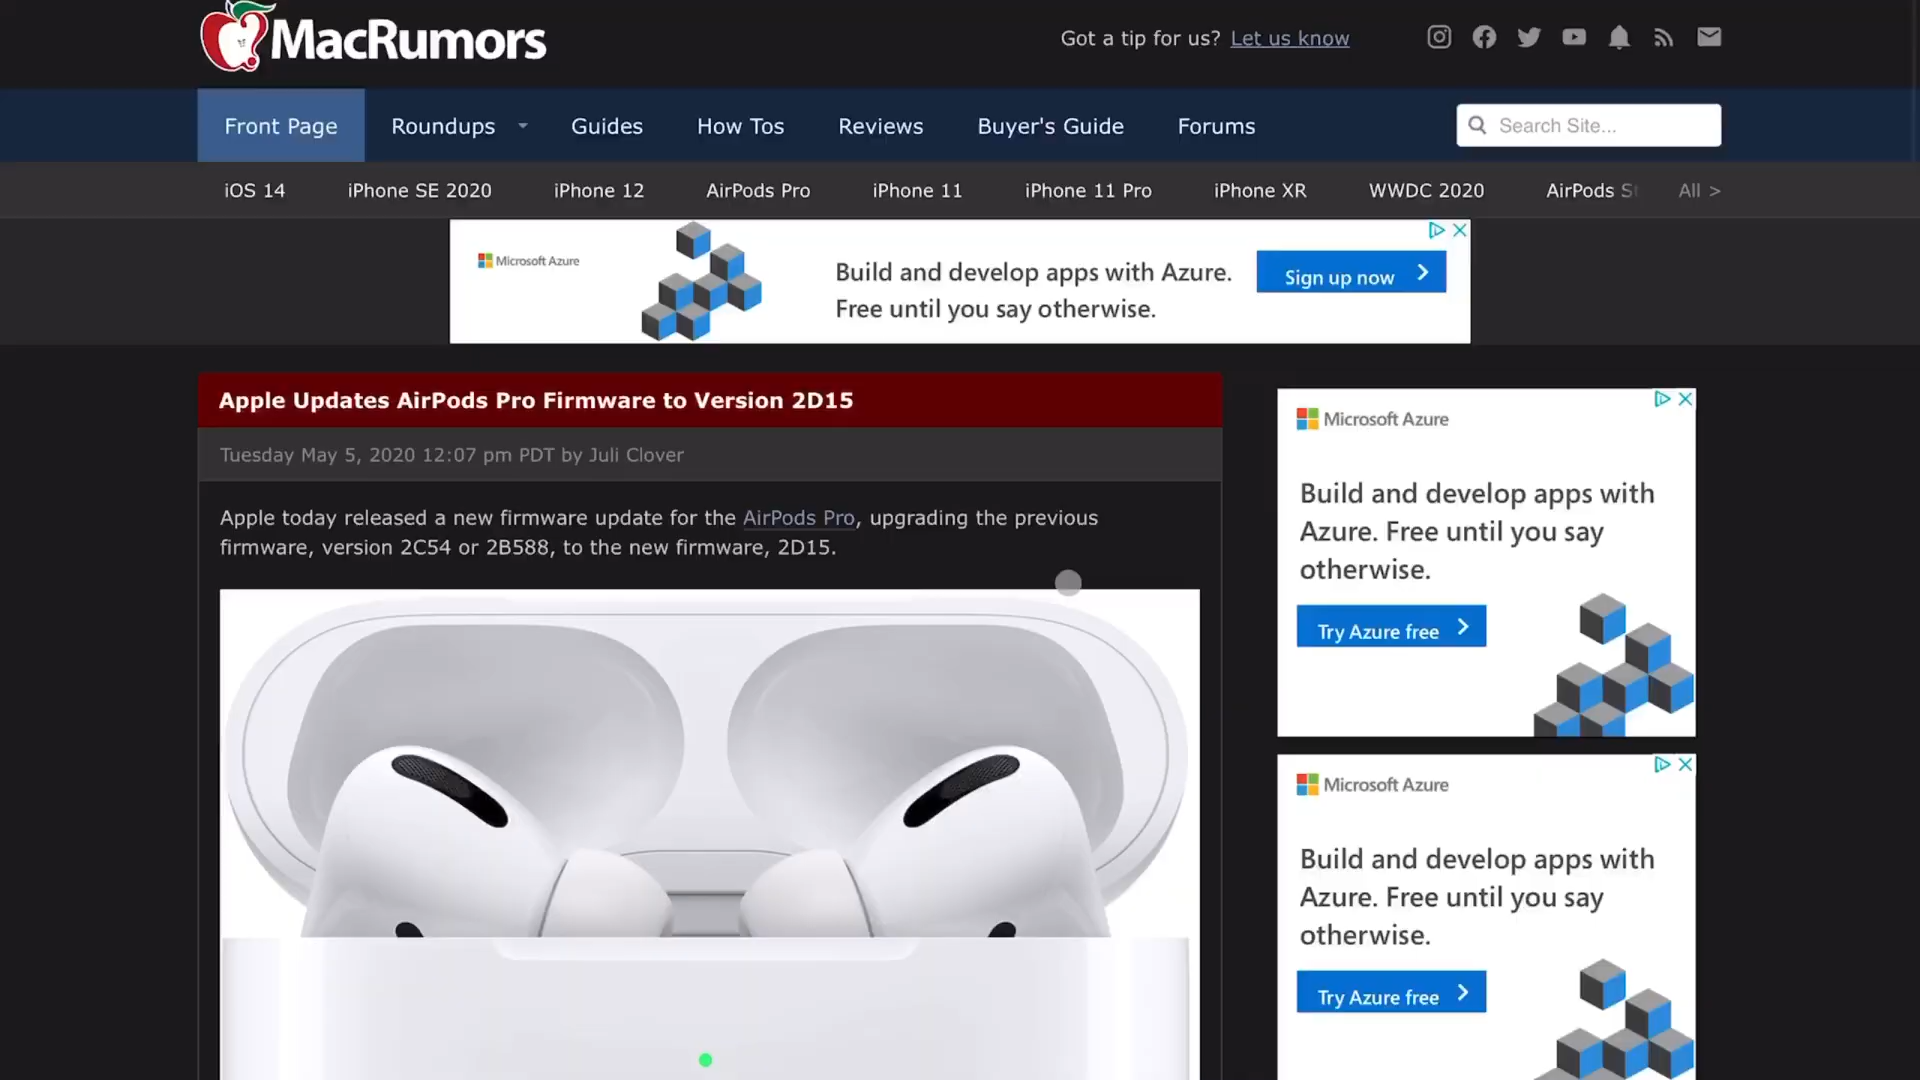 MacRumors
Got a tip for us? Let us know
Front Page
Roundups
Guides
How Tos
Reviews
Buyer's Guide
Forums
Search Site...
iOS 14
iPhone SE 2020
iPhone 12
AirPods Pro
iPhone 11
iPhone 11 Pro
iPhone XR
WWDC 2020
AirPods
All >
Microsoft Azure
Build and develop apps with Azure.
Free until you say otherwise.
Sign up now
Apple Updates AirPods Pro Firmware to Version 2D15
Tuesday May 5, 2020 12:07 pm PDT by Juli Clover
Apple today released a new firmware update for the AirPods Pro, upgrading the previous
firmware, version 2C54 or 2B588, to the new firmware, 2D15.
Microsoft Azure
Build and develop apps with
Azure. Free until you say
otherwise.
Try Azure free
Microsoft Azure
Build and develop apps with
Azure. Free until you say
otherwise.
Try Azure free